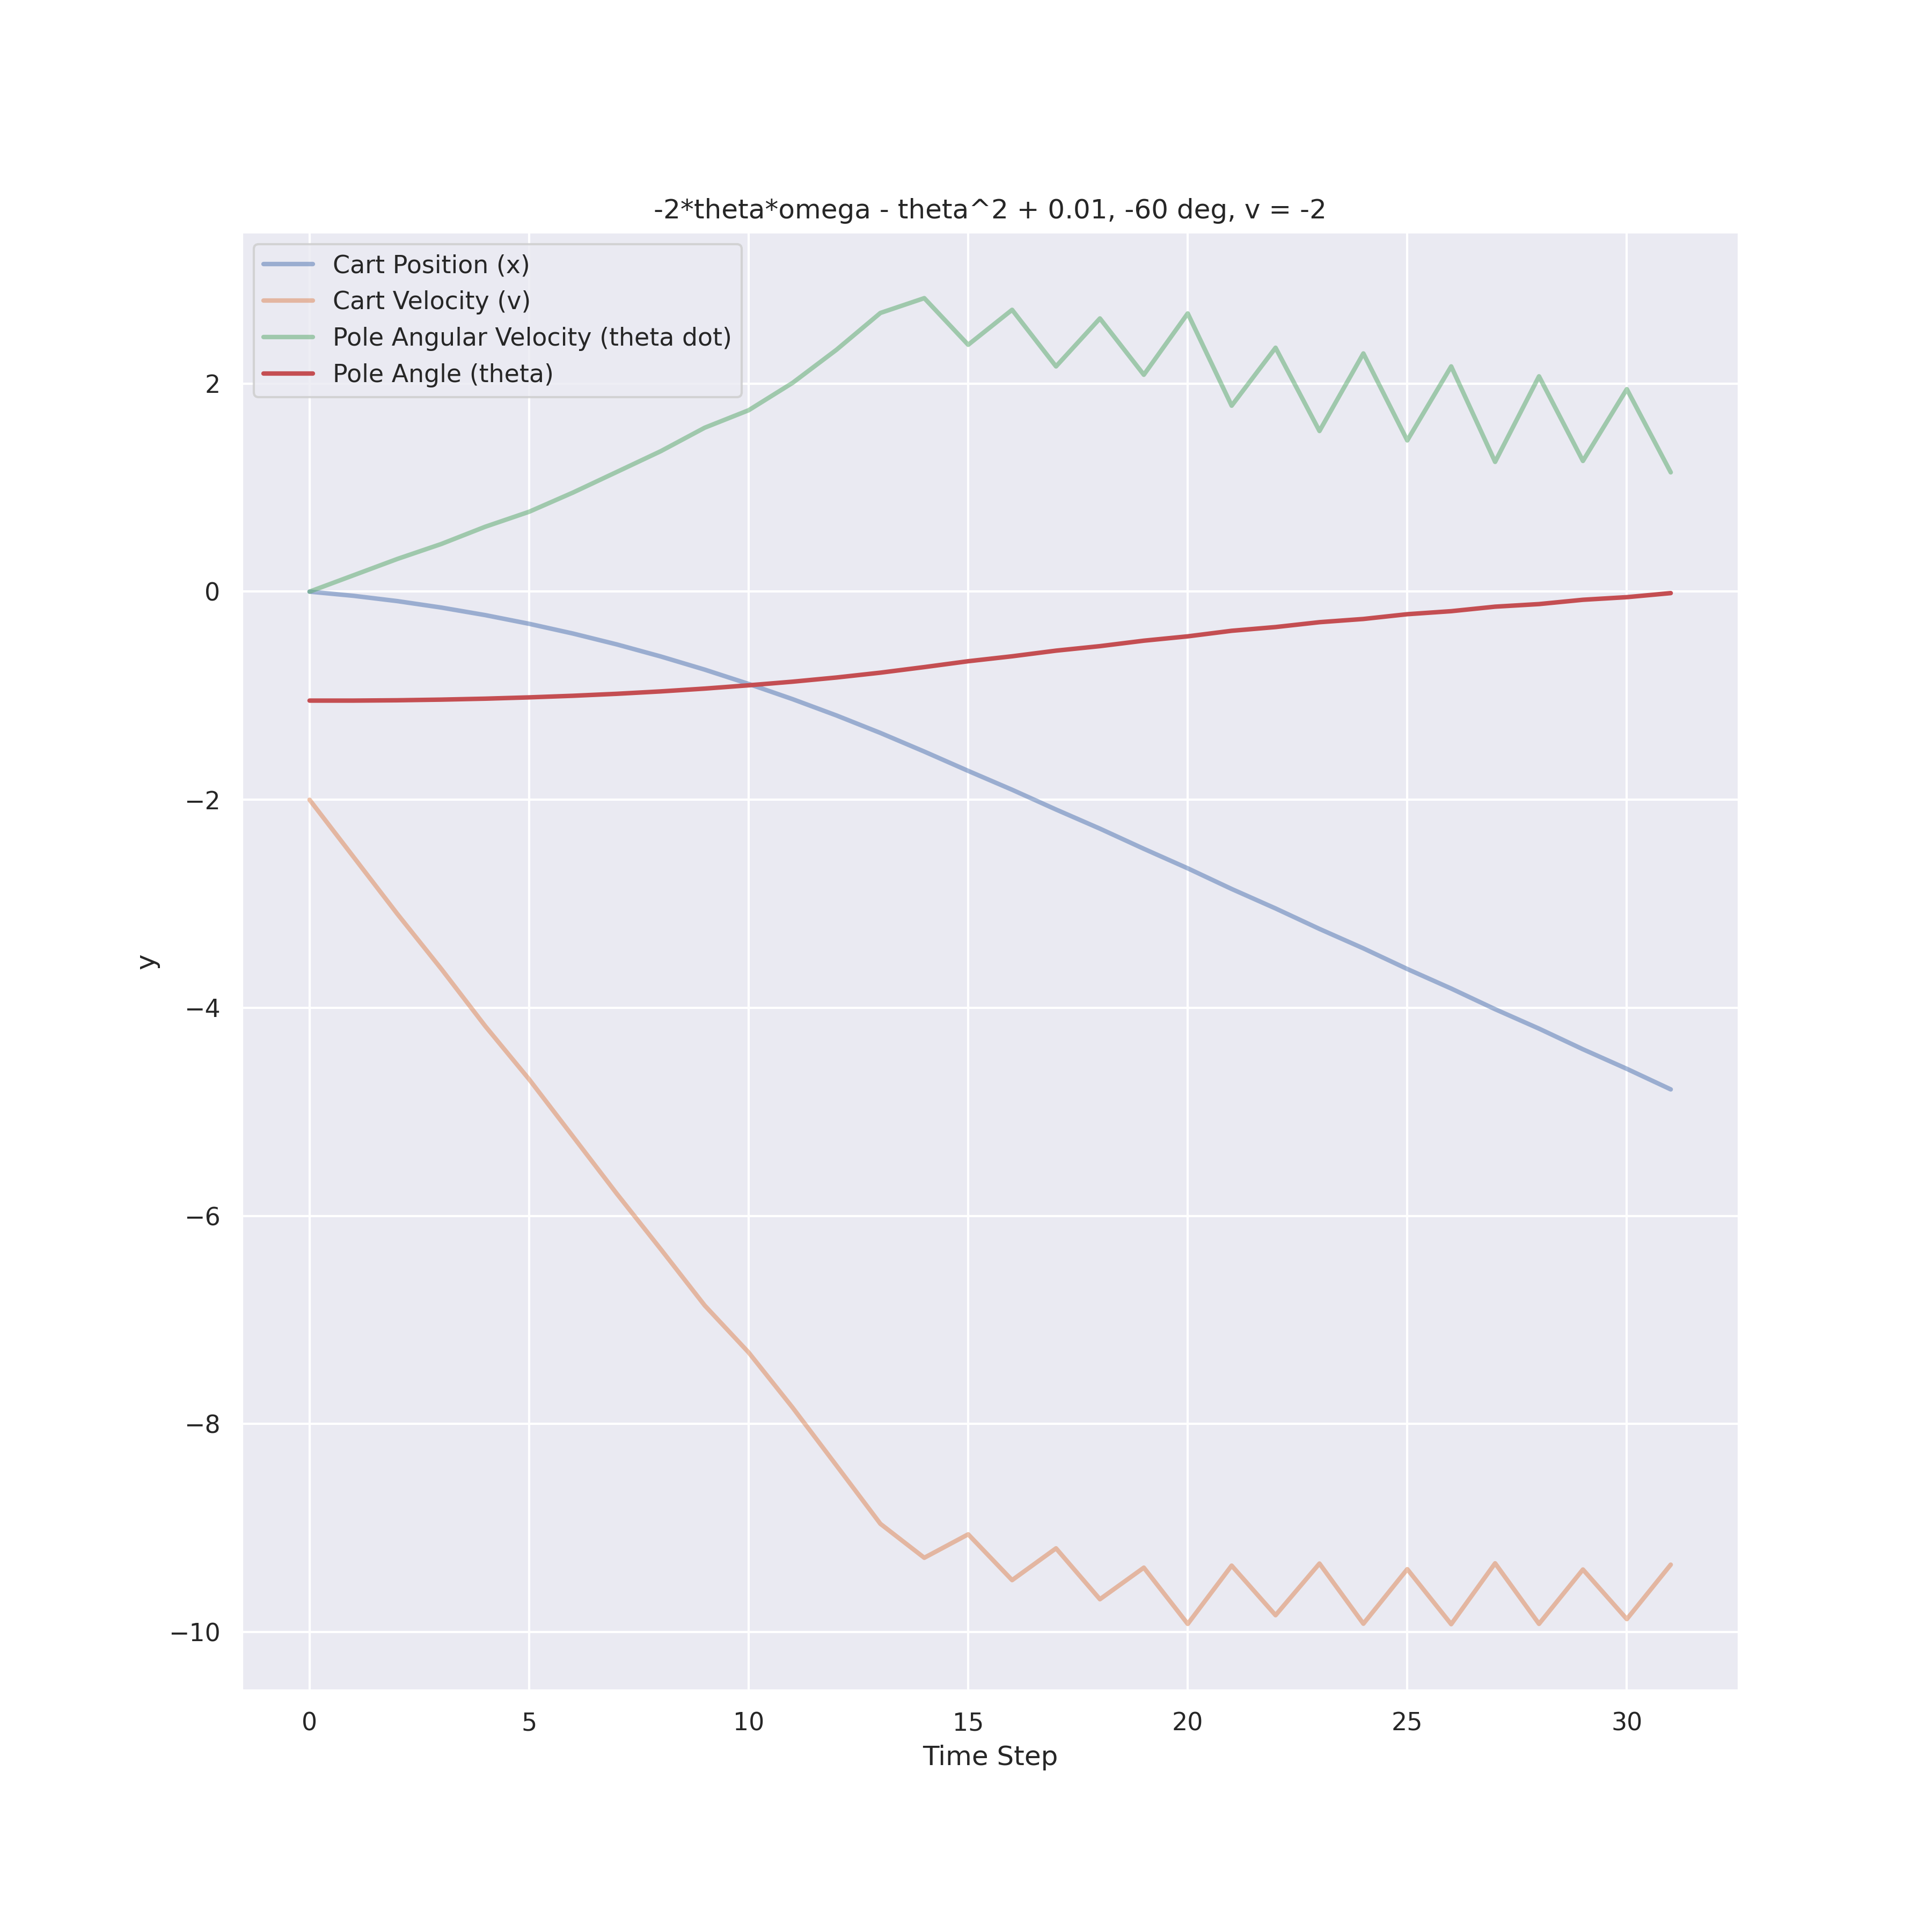 -2*theta*omega - theta^2 + 0.01, -60 deg, v = -2
Cart Position (x)
Cart Velocity (v)
Pole Angular Velocity (theta dot)
Pole Angle (theta)
2
0
−2
−4
−6
−8
−10
y
0 5 10 15 20 25 30
Time Step